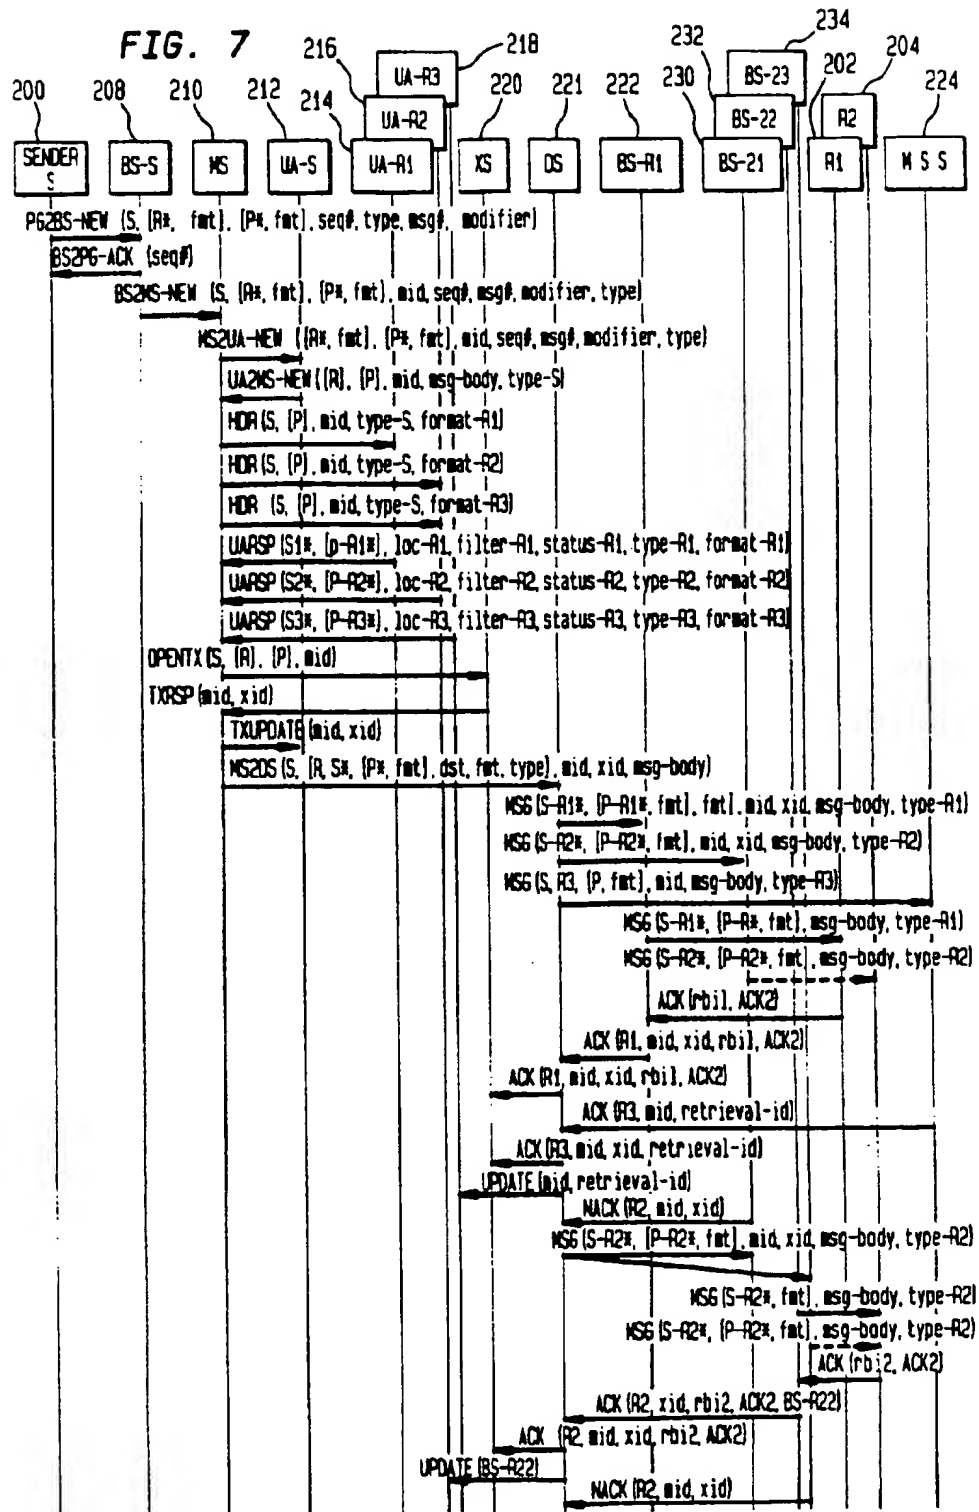 FIG. 7
200
208
210
212
214
216
218
220
221
222
230
232
234
202
204
224
SENDER S
BS-S
MS
UA-S
UA-R1
UA-R2
UA-R3
XS
DS
BS-R1
BS-21
BS-22
BS-23
R1
R2
M S S
PG2BS-NEW (S, [R*, fmt], [P*, fmt], seq#, type, msg#, modifier)
BS2PG-ACK (seq#)
BS2MS-NEW (S, [R*, fmt], [P*, fmt], mid, seq#, msg#, modifier, type)
MS2UA-NEW ([R*, fmt], [P*, fmt], mid, seq#, msg#, modifier, type)
UA2MS-NEW ([R], [P], mid, msg-body, type-S)
HDR (S, [P], mid, type-S, format-R1)
HDR (S, [P], mid, type-S, format-R2)
HDR (S, [P], mid, type-S, format-R3)
UARSP (S1*, [p-R1*], loc-R1, filter-R1, status-R1, type-R1, format-R1)
UARSP (S2*, [P-R2*], loc-R2, filter-R2, status-R2, type-R2, format-R2)
UARSP (S3*, [P-R3*], loc-R3, filter-R3, status-R3, type-R3, format-R3)
OPENTX (S, [R], [P], mid)
TXRSP (mid, xid)
TXUPDATE (mid, xid)
MS2DS (S, [R, S*, [P*, fmt], dst, fmt, type], mid, xid, msg-body)
MSG (S-R1*, [P-R1*, fmt], fmt], mid, xid, msg-body, type-R1)
MSG (S-R2*, [P-R2*, fmt], mid, xid, msg-body, type-R2)
MSG (S, R3, [P, fmt], mid, msg-body, type-R3)
MSG (S-R1*, [P-R*, fmt], msg-body, type-R1)
MSG (S-R2*, [P-R2*, fmt], msg-body, type-R2)
ACK (rbi1, ACK2)
ACK (R1, mid, xid, rbi1, ACK2)
ACK (R1, mid, xid, rbi1, ACK2)
ACK (R3, mid, retrieval-id)
ACK (R3, mid, xid, retrieval-id)
UPDATE (mid, retrieval-id)
NACK (R2, mid, xid)
MSG (S-R2*, [P-R2*, fmt], mid, xid, msg-body, type-R2)
MSG (S-R2*, fmt], msg-body, type-R2)
MSG (S-R2*, [P-R2*, fmt], msg-body, type-R2)
ACK (rbi2, ACK2)
ACK (R2, xid, rbi2, ACK2, BS-R22)
ACK (R2, mid, xid, rbi2, ACK2)
UPDATE (BS-R22)
NACK (R2, mid, xid)